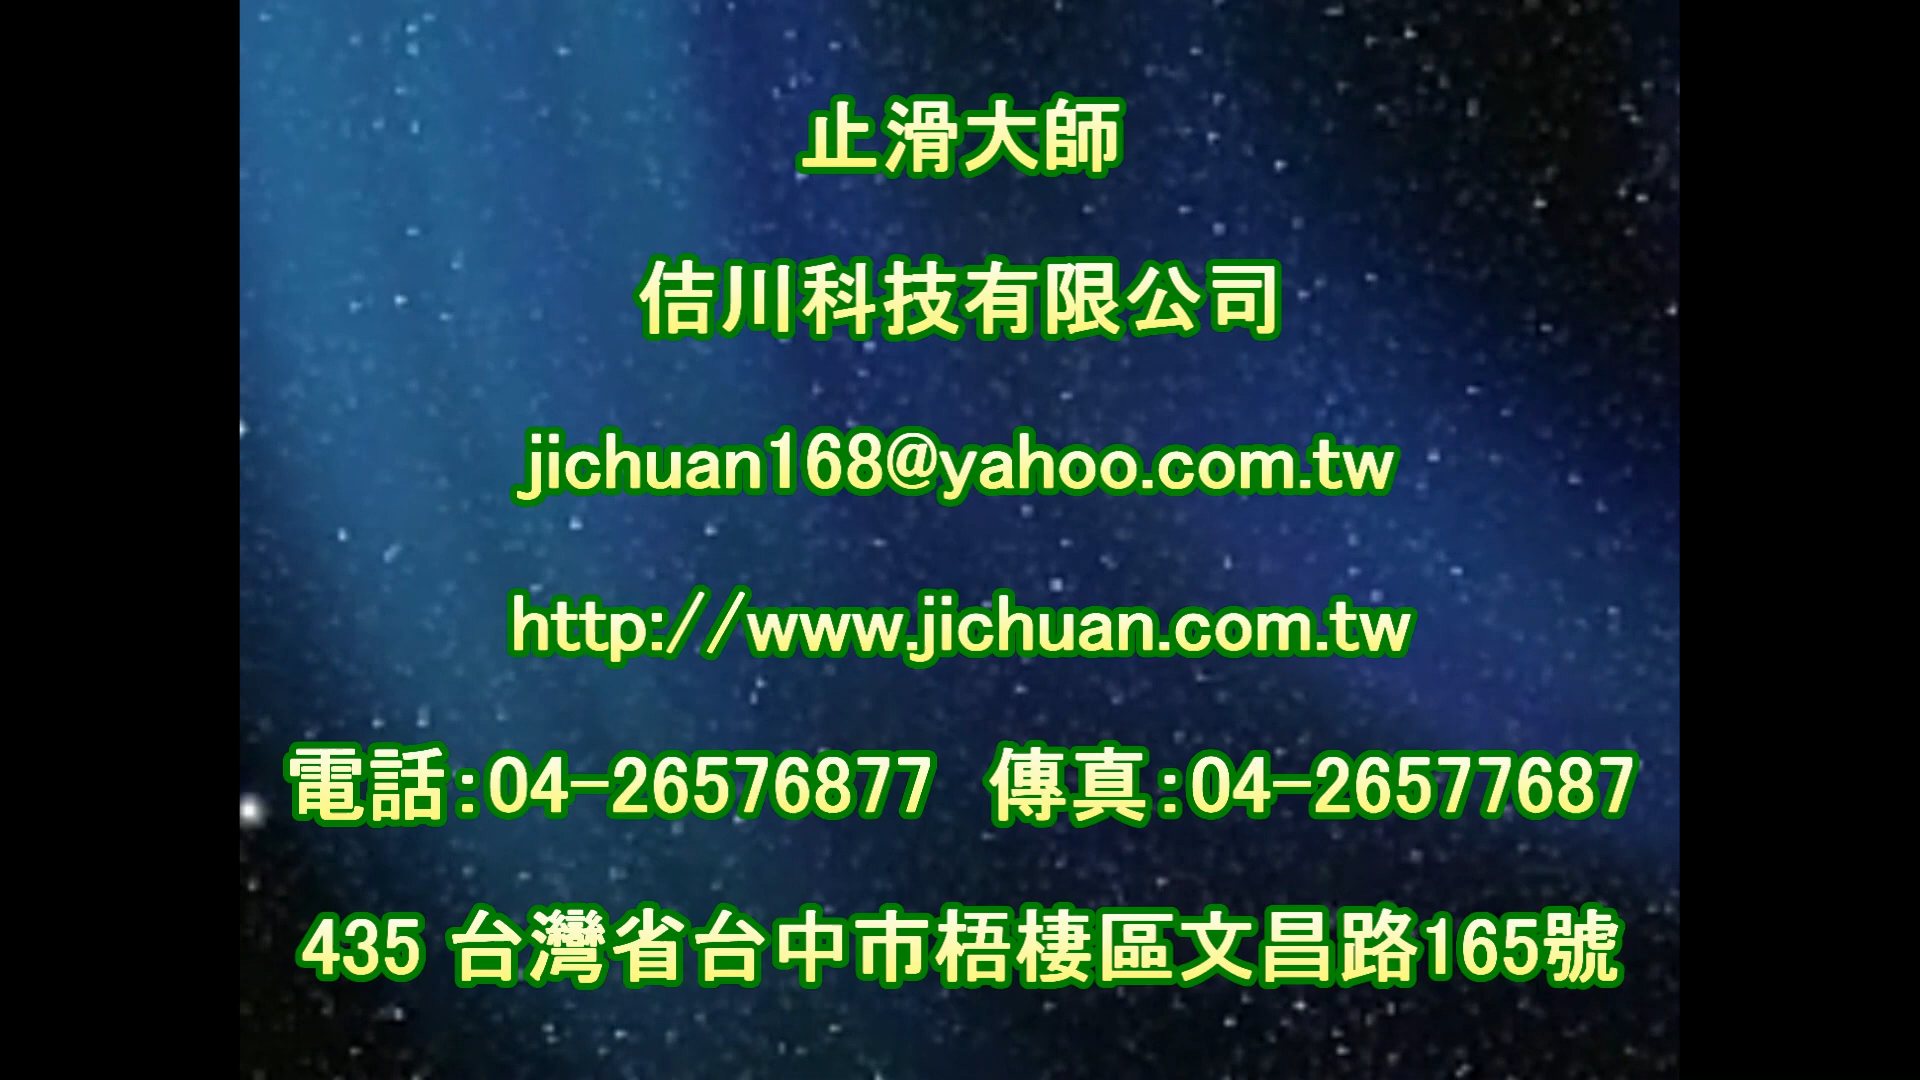 止滑大師
佶川科技有限公司
jichuan168@yahoo.com.tw
http://www.jichuan.com.tw
電話:04-26576877 傳真:04-26577687
435 台灣省台中市梧棲區文昌路165號